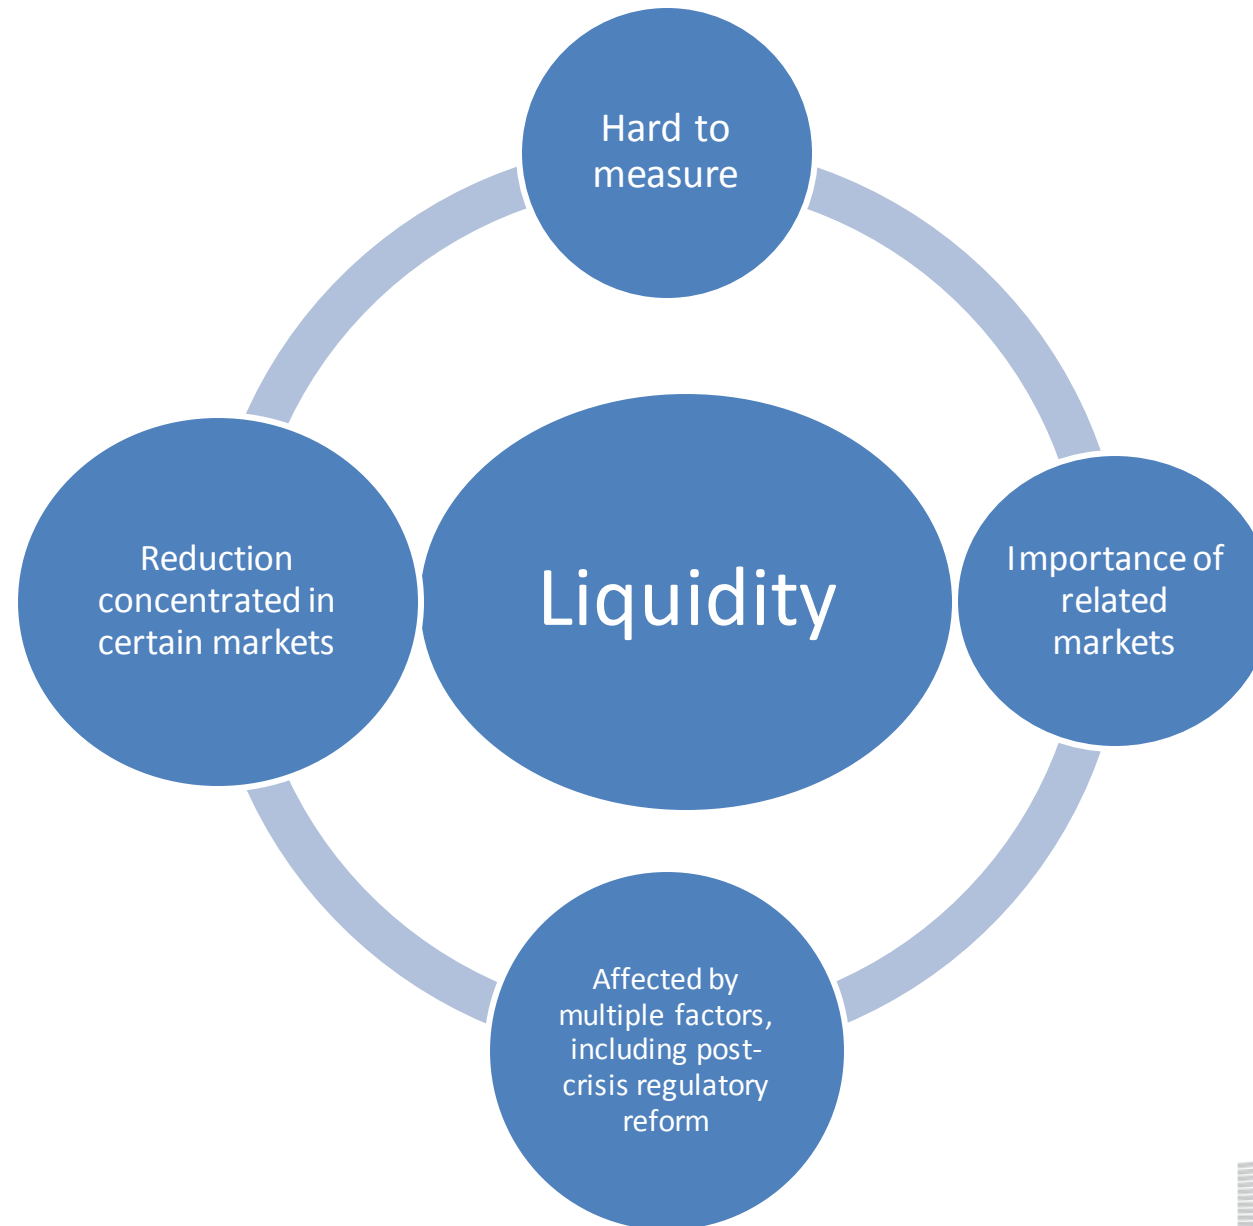 Hard to
measure
Reduction
concentrated in
certain markets
Liquidity
Importance of
related
markets
Affected by
multiple factors,
including post-
crisis regulatory
reform